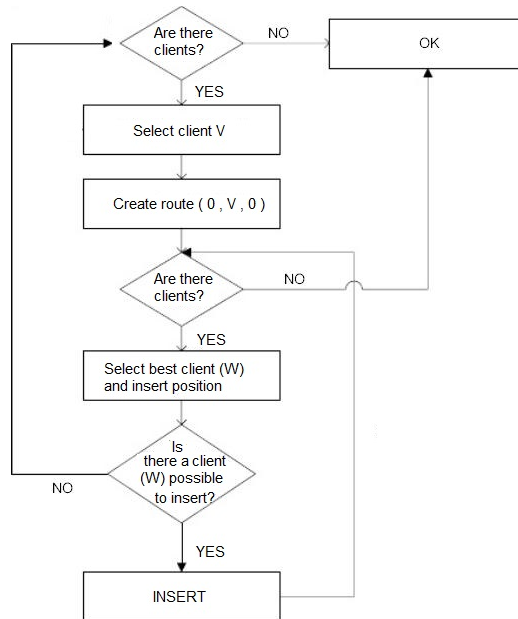 Are there
clients?
NO
OK
YES
Select client V
Create route ( 0 , V , 0 )
Are there
clients?
NO
YES
Select best client (W)
and insert position
Is
there a client
(W) possible
to insert?
NO
YES
INSERT